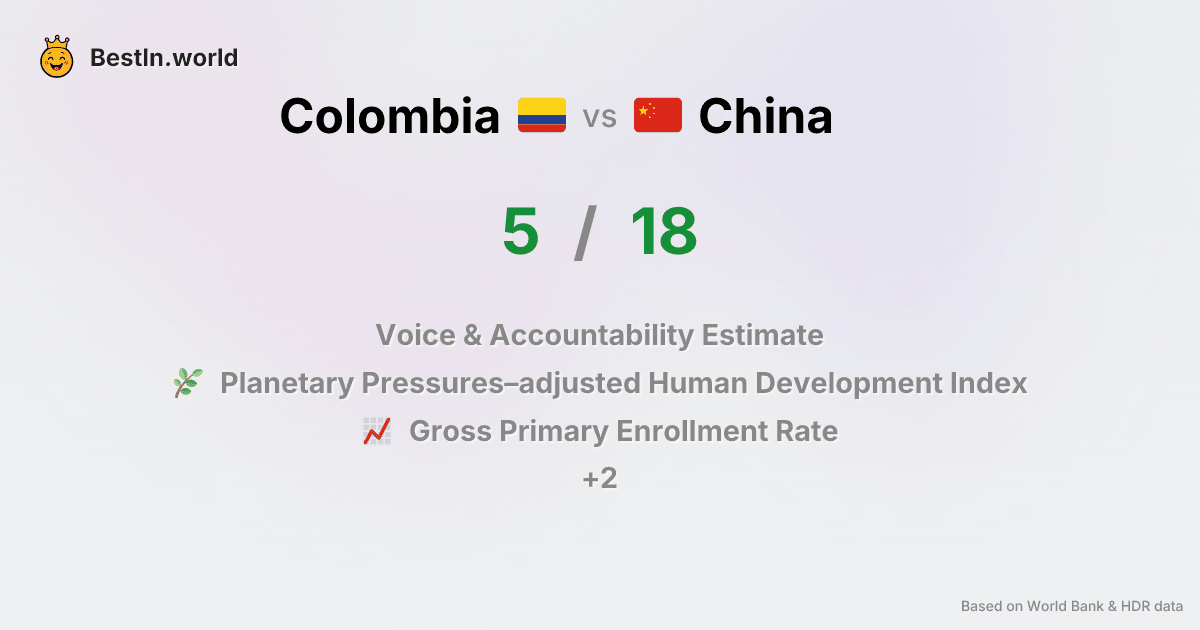 BestIn.world
Colombia vs China
5 / 18
Voice & Accountability Estimate
Planetary Pressures–adjusted Human Development Index
Gross Primary Enrollment Rate
+2
Based on World Bank & HDR data